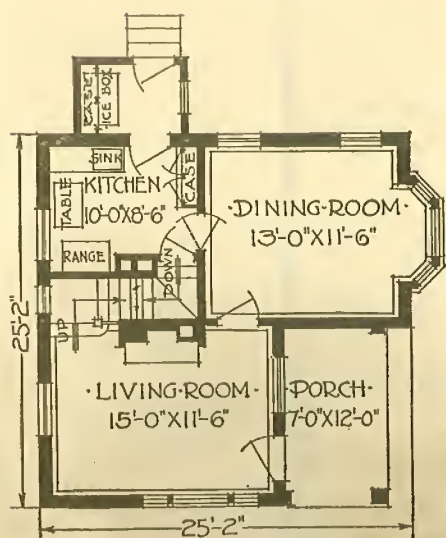 CASE
ICE BOX
SINK
CASE
TABLE
KITCHEN
10'-0"X8'-6"
RANGE
DOWN
UP
·DINING·ROOM·
13'-0"X11'-6"
25'-2"
·LIVING·ROOM·
15'-0"X11'-6"
·PORCH·
7'-0"X12'-0"
25'-2"